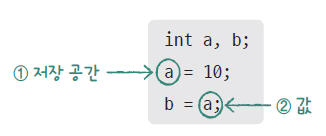 int a, b;
① 저장 공간 a = 10;
b = a; ② 값